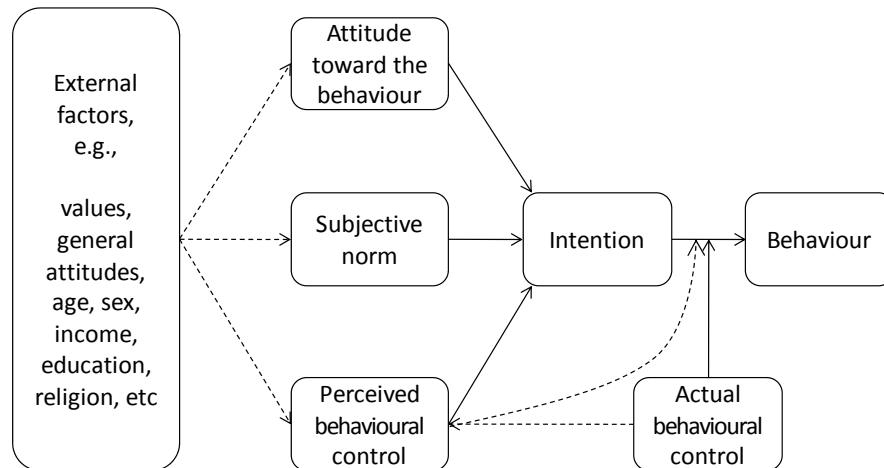 External
factors,
e.g.,
values,
general
attitudes,
age, sex,
income,
education,
religion, etc
Attitude
toward the
behaviour
Subjective
norm
Perceived
behavioural
control
Intention
Behaviour
Actual
behavioural
control